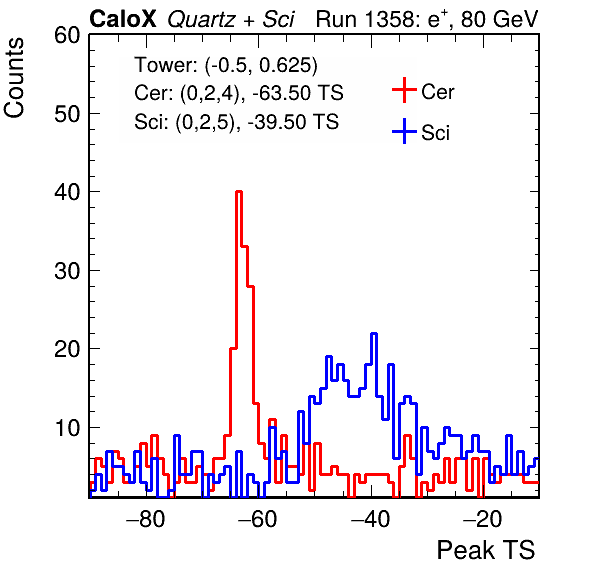 CaloX Quartz + Sci Run 1358: e+, 80 GeV
Counts
60
50
40
30
20
10
Tower: (-0.5, 0.625)
Cer: (0,2,4), -63.50 TS
Sci: (0,2,5), -39.50 TS
Cer
Sci
−80 −60 −40 −20
Peak TS